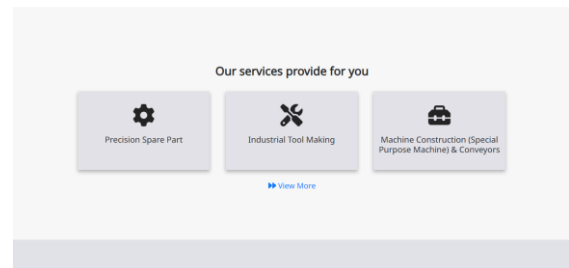 Our services provide for you
Precision Spare Part
Industrial Tool Making
Machine Construction (Special
Purpose Machine) & Conveyors
View More